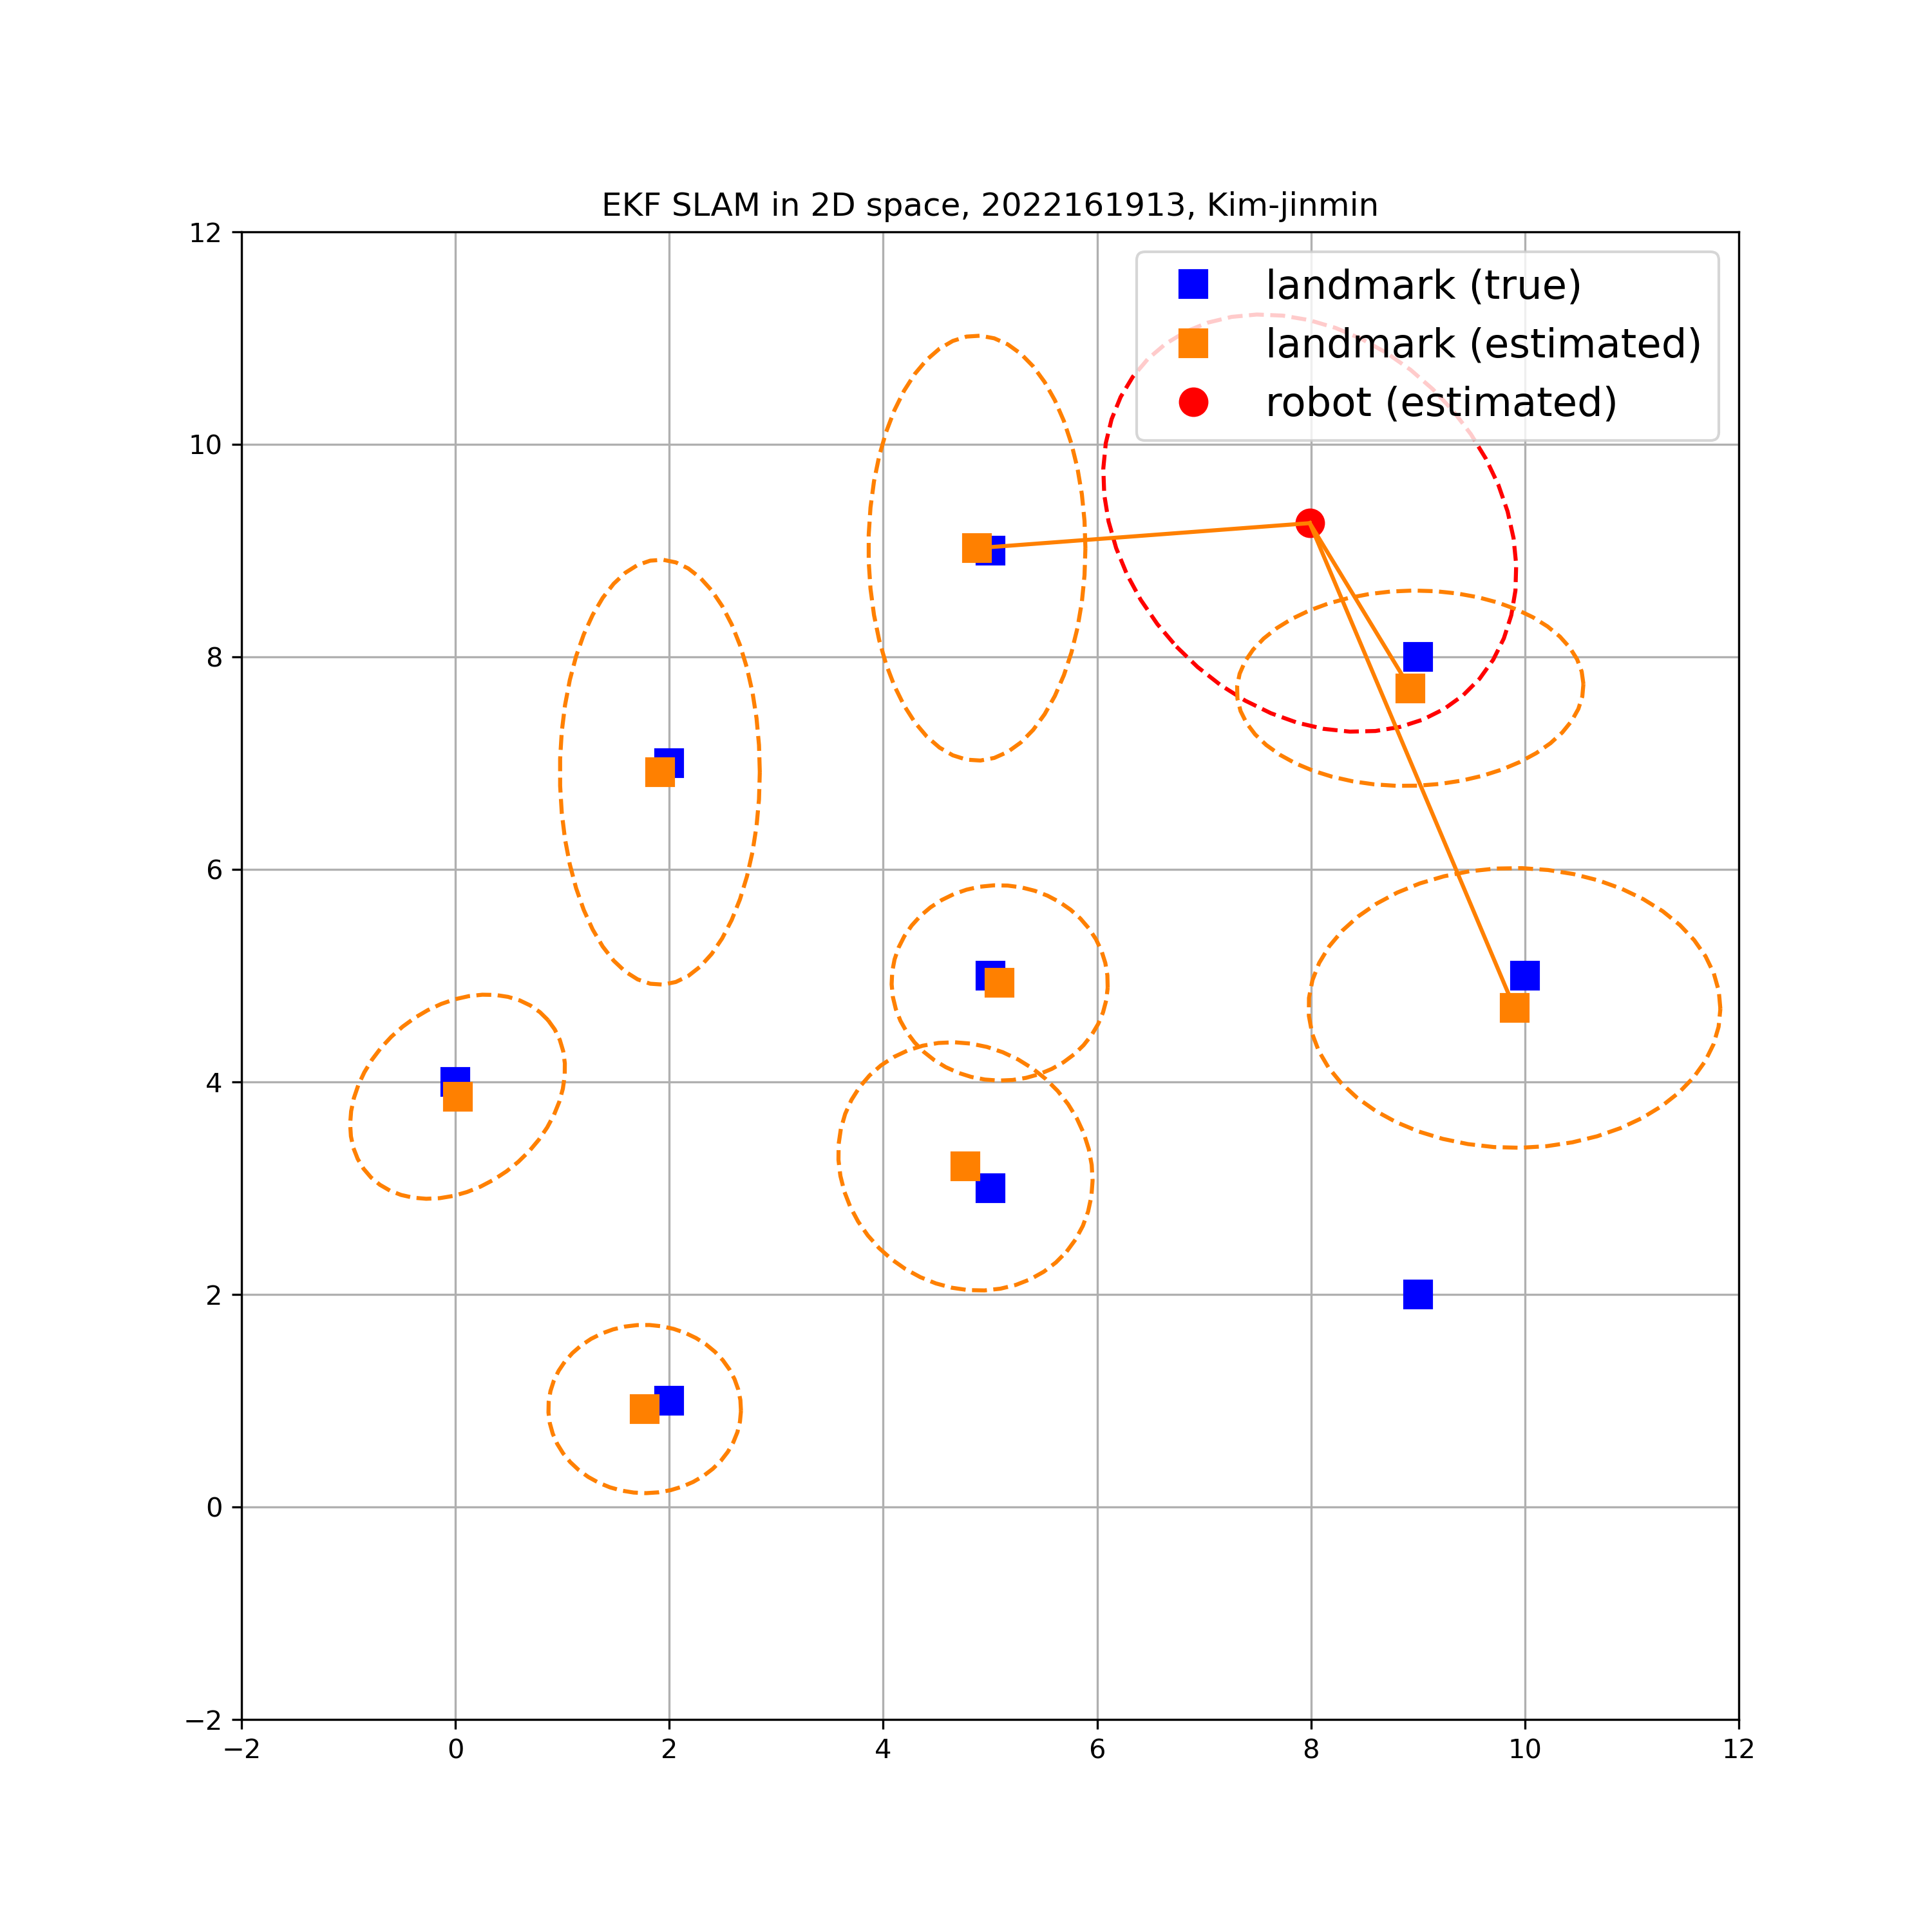 EKF SLAM in 2D space, 2022161913, Kim-jinmin
12
landmark (true)
landmark (estimated)
robot (estimated)
10
8
6
4
2
0
−2
−2 0 2 4 6 8 10 12